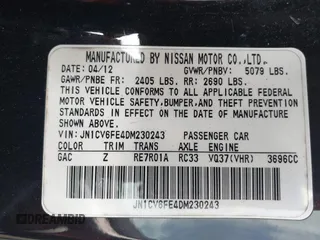 MANUFACTURED BY NISSAN MOTOR CO.,LTD.
DATE: 04/12 GVWR/PNBV: 5079 LBS.
GAWR/PNBE FR: 2405 LBS. RR: 2690 LBS.
THIS VEHICLE CONFORMS TO ALL APPLICABLE FEDERAL
MOTOR VEHICLE SAFETY,BUMPER,AND THEFT PREVENTION
STANDARDS IN EFFECT ON THE DATE OF MANUFACTURE
SHOWN ABOVE.
VIN: JN1CV6FE4DM230243 PASSENGER CAR
COLOR TRIM TRANS AXLE ENGINE
GAC Z RE7R01A RC33 VQ37(VHR) 3696CC
JN1CV6FE4DM230243
DREAMBID